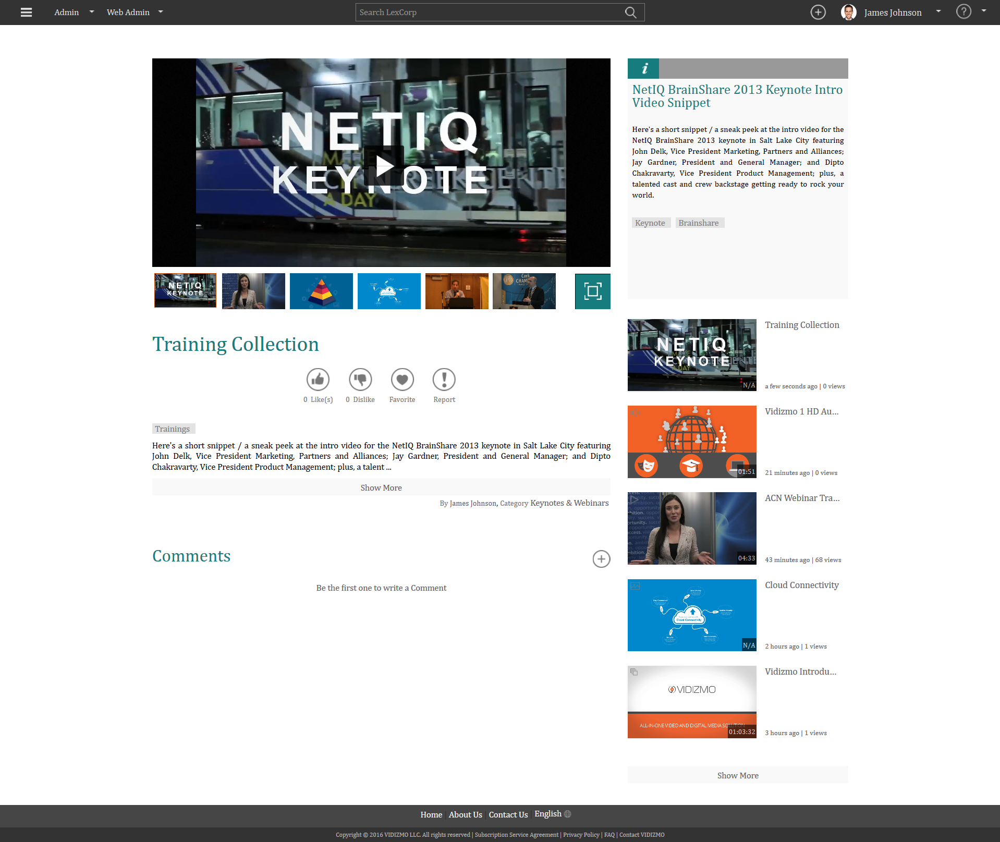 Admin
Web Admin
Search LexCorp
James Johnson
NETIQ
KEYNOTE
A DAY
i
NetIQ BrainShare 2013 Keynote Intro
Video Snippet
Here's a short snippet / a sneak peek at the intro video for the
NetIQ BrainShare 2013 keynote in Salt Lake City featuring
John Delk, Vice President Marketing, Partners and Alliances;
Jay Gardner, President and General Manager; and Dipto
Chakravarty, Vice President Product Management; plus, a
talented cast and crew backstage getting ready to rock your
world.
Keynote
Brainshare
NETIQ
KEYNOTE
Cork
Training Collection
0 Like(s)
0 Dislike
Favorite
Report
Trainings
Here's a short snippet / a sneak peek at the intro video for the NetIQ BrainShare 2013 keynote in Salt Lake City featuring
John Delk, Vice President Marketing, Partners and Alliances; Jay Gardner, President and General Manager; and Dipto
Chakravarty, Vice President Product Management; plus, a talent ...
Show More
By James Johnson, Category Keynotes & Webinars
Comments
Be the first one to write a Comment
NETIQ
KEYNOTE
N/A
Training Collection
a few seconds ago | 0 views
01:51
Vidizmo 1 HD Au...
21 minutes ago | 0 views
04:33
ACN Webinar Tra...
43 minutes ago | 68 views
Cloud Connectivity
N/A
Cloud Connectivity
2 hours ago | 1 views
VIDIZMO
ALL-IN-ONE VIDEO AND DIGITAL MEDIA SOLUTION
01:03:32
Vidizmo Introdu...
3 hours ago | 1 views
Show More
Home | About Us | Contact Us | English
Copyright © 2016 VIDIZMO LLC. All rights reserved | Subscription Service Agreement | Privacy Policy | FAQ | Contact VIDIZMO